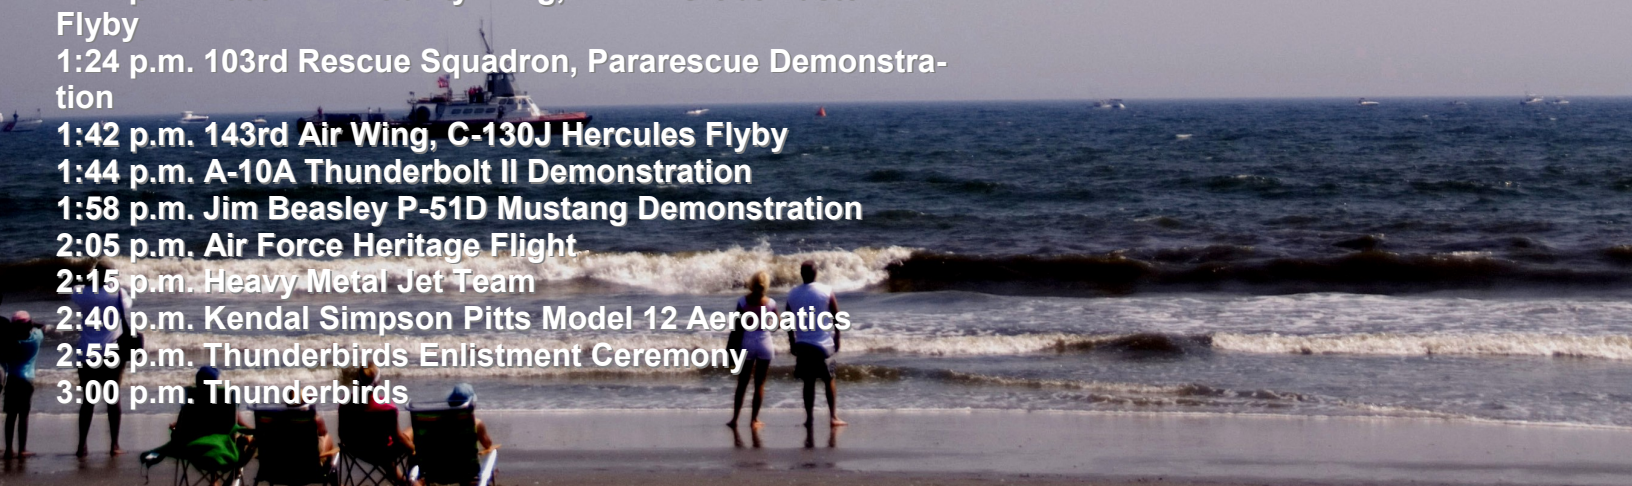 Flyby
1:24 p.m. 103rd Rescue Squadron, Pararescue Demonstra-
tion
1:42 p.m. 143rd Air Wing, C-130J Hercules Flyby
1:44 p.m. A-10A Thunderbolt II Demonstration
1:58 p.m. Jim Beasley P-51D Mustang Demonstration
2:05 p.m. Air Force Heritage Flight
2:15 p.m. Heavy Metal Jet Team
2:40 p.m. Kendal Simpson Pitts Model 12 Aerobatics
2:55 p.m. Thunderbirds Enlistment Ceremony
3:00 p.m. Thunderbirds